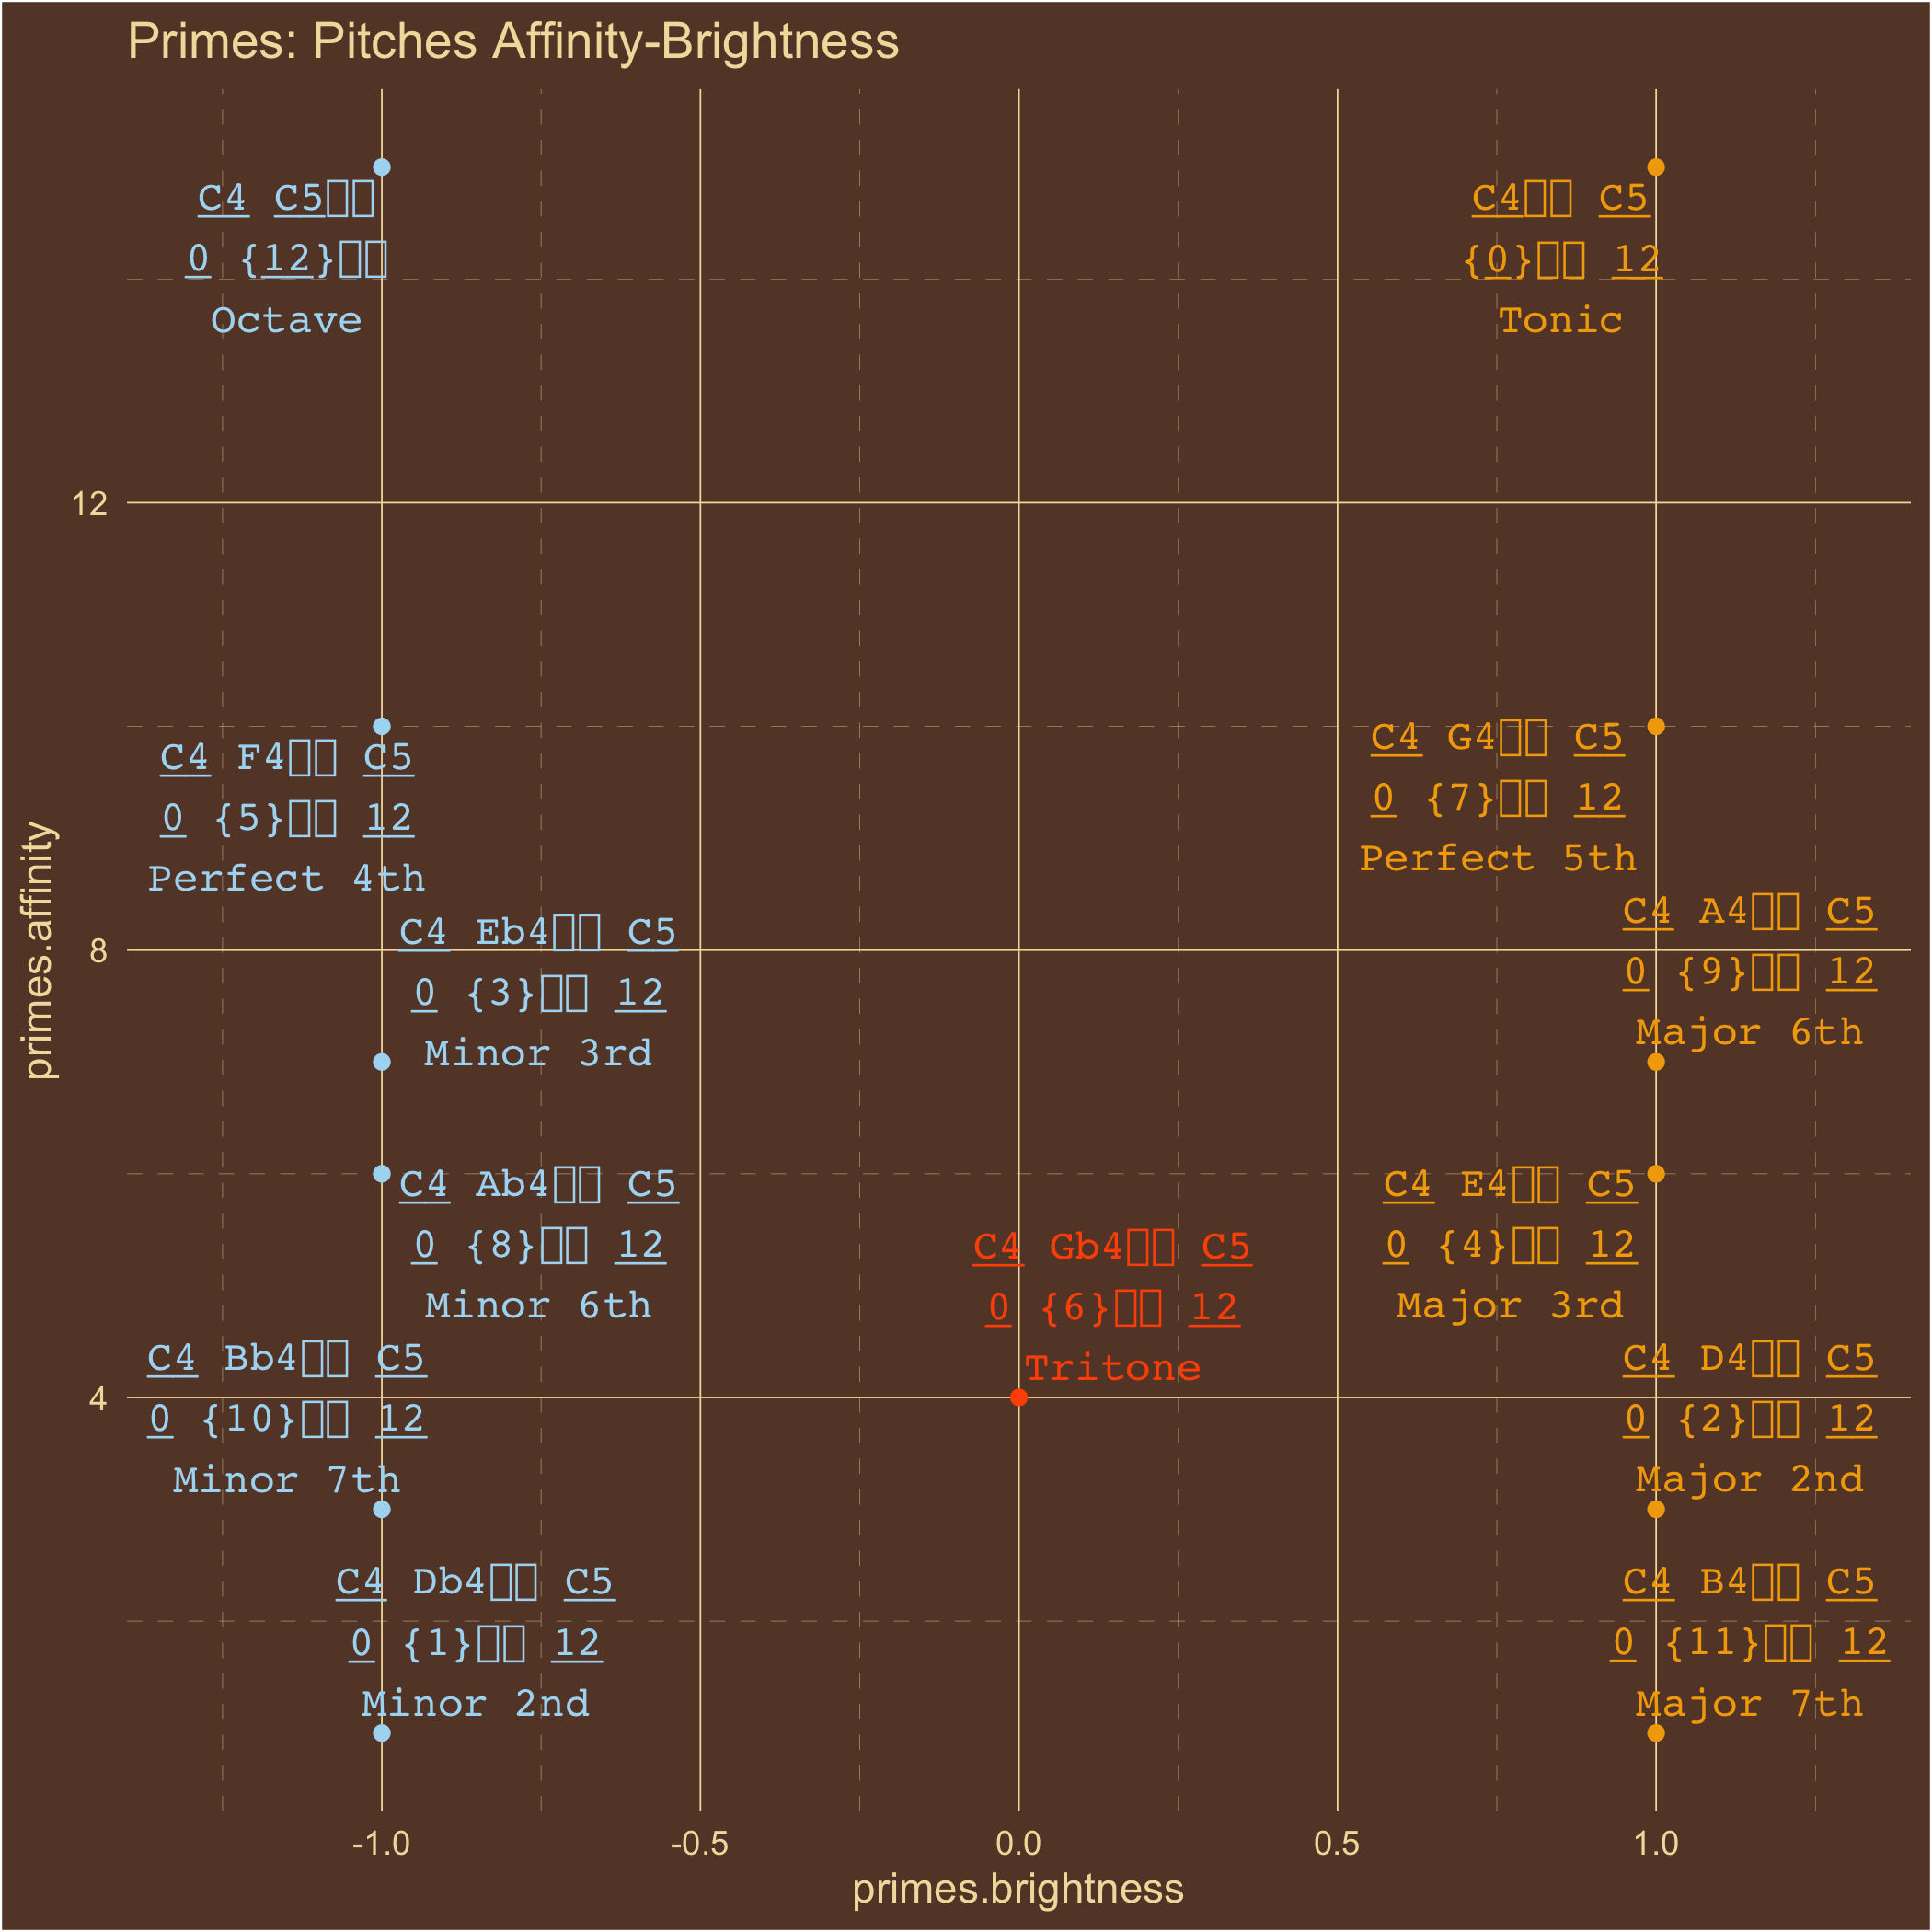 Primes: Pitches Affinity-Brightness
C4 C5▯▯
0 {12}▯▯
Octave
C4▯▯ C5
{0}▯▯ 12
Tonic
12
C4 F4▯▯ C5
0 {5}▯▯ 12
Perfect 4th
C4 G4▯▯ C5
0 {7}▯▯ 12
Perfect 5th
primes.affinity
8
C4 Eb4▯▯ C5
0 {3}▯▯ 12
Minor 3rd
C4 A4▯▯ C5
0 {9}▯▯ 12
Major 6th
C4 Ab4▯▯ C5
0 {8}▯▯ 12
Minor 6th
C4 Gb4▯▯ C5
0 {6}▯▯ 12
Tritone
C4 E4▯▯ C5
0 {4}▯▯ 12
Major 3rd
4
C4 Bb4▯▯ C5
0 {10}▯▯ 12
Minor 7th
C4 D4▯▯ C5
0 {2}▯▯ 12
Major 2nd
C4 Db4▯▯ C5
0 {1}▯▯ 12
Minor 2nd
C4 B4▯▯ C5
0 {11}▯▯ 12
Major 7th
-1.0 -0.5 0.0 0.5 1.0
primes.brightness